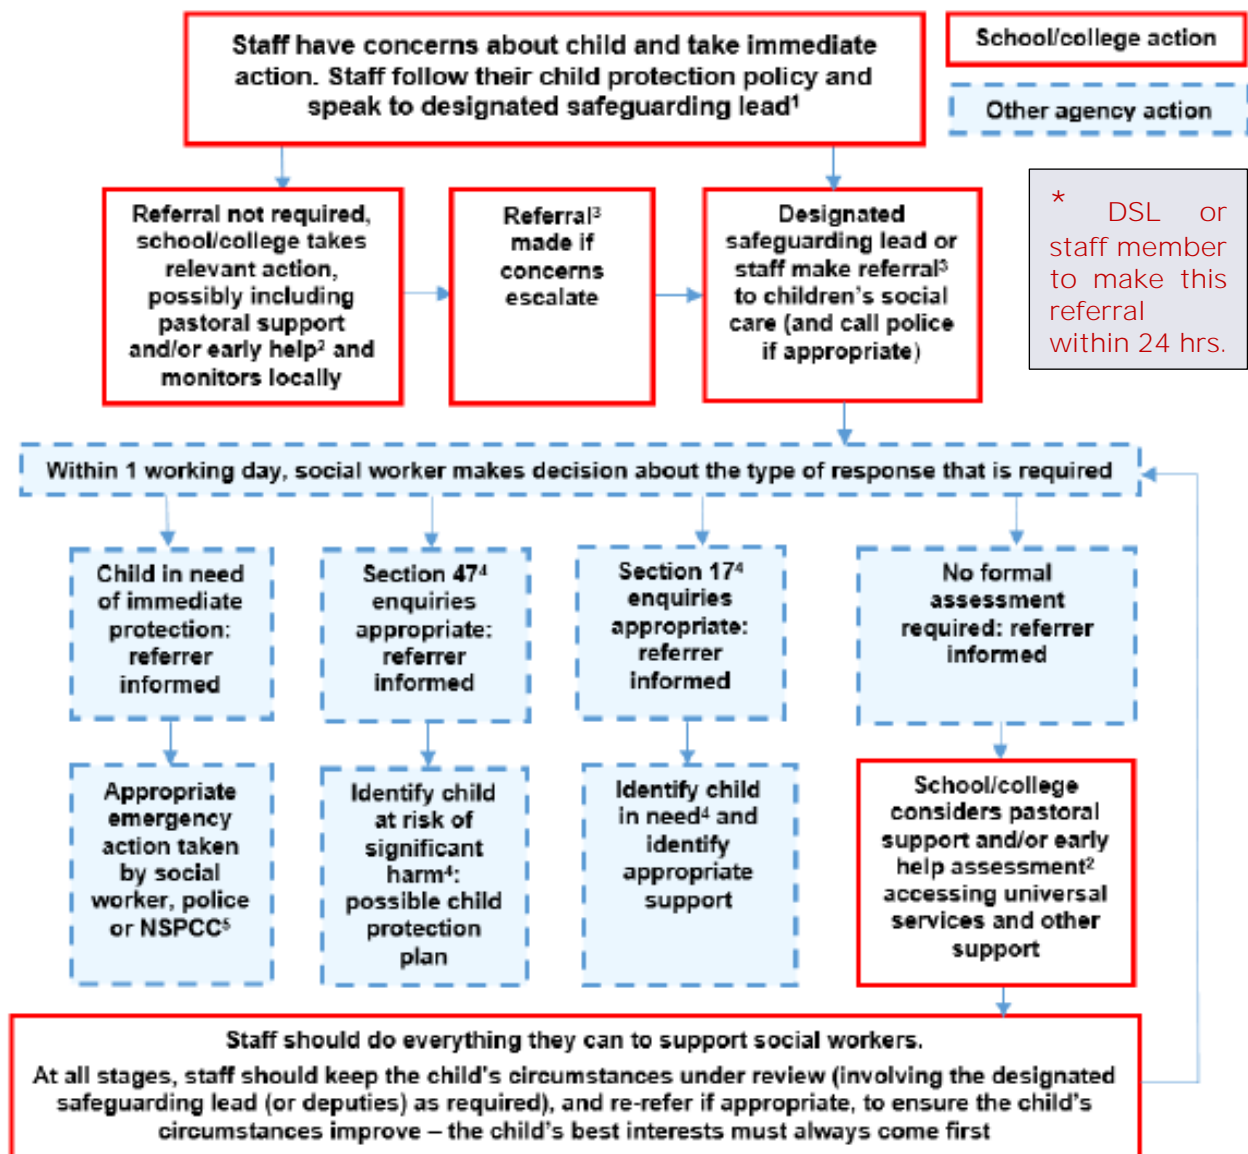 Staff have concerns about child and take immediate
action. Staff follow their child protection policy and
speak to designated safeguarding lead¹
School/college action
Other agency action
* DSL or
staff member
to make this
referral
within 24 hrs.
Referral not required,
school/college takes
relevant action,
possibly including
pastoral support
and/or early help² and
monitors locally
Referral³
made if
concerns
escalate
Designated
safeguarding lead or
staff make referral³
to children's social
care (and call police
if appropriate)
Within 1 working day, social worker makes decision about the type of response that is required
Child in need
of immediate
protection:
referrer
informed
Section 47⁴
enquiries
appropriate:
referrer
informed
Section 17⁴
enquiries
appropriate:
referrer
informed
No formal
assessment
required: referrer
informed
Appropriate
emergency
action taken
by social
worker, police
or NSPCC⁵
Identify child
at risk of
significant
harm⁴:
possible child
protection
plan
Identify child
in need⁴ and
identify
appropriate
support
School/college
considers pastoral
support and/or early
help assessment²
accessing universal
services and other
support
Staff should do everything they can to support social workers.
At all stages, staff should keep the child's circumstances under review (involving the designated
safeguarding lead (or deputies) as required), and re-refer if appropriate, to ensure the child's
circumstances improve – the child's best interests must always come first